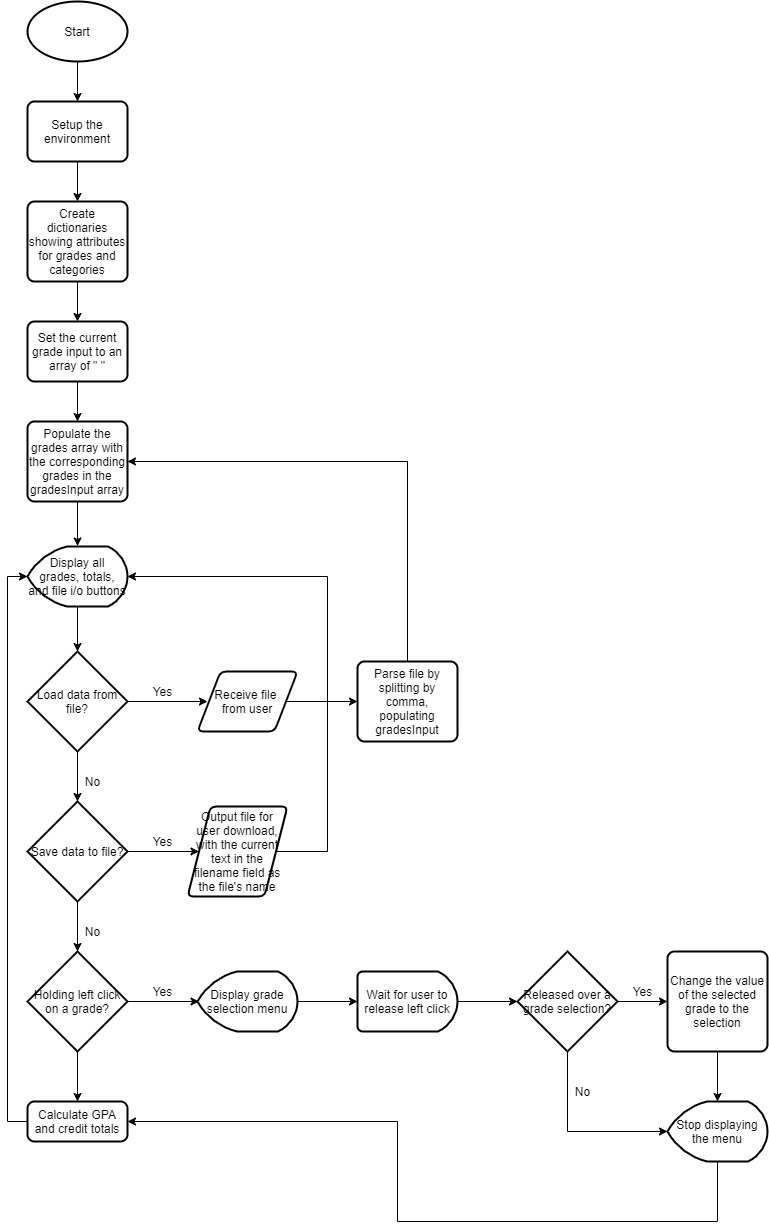 Start
Setup the
environment
Create
dictionaries
showing attributes
for grades and
categories
Set the current
grade input to an
array of " "
Populate the
grades array with
the corresponding
grades in the
gradesInput array
Display all
grades, totals,
and file i/o buttons
Load data from
file?
Yes
Receive file
from user
Parse file by
splitting by
comma,
populating
gradesInput
No
Save data to file?
Yes
Output file for
user download,
with the current
text in the
filename field as
the file's name
No
Holding left click
on a grade?
Yes
Display grade
selection menu
Wait for user to
release left click
Released over a
grade selection?
Yes
Change the value
of the selected
grade to the
selection
No
Calculate GPA
and credit totals
Stop displaying
the menu